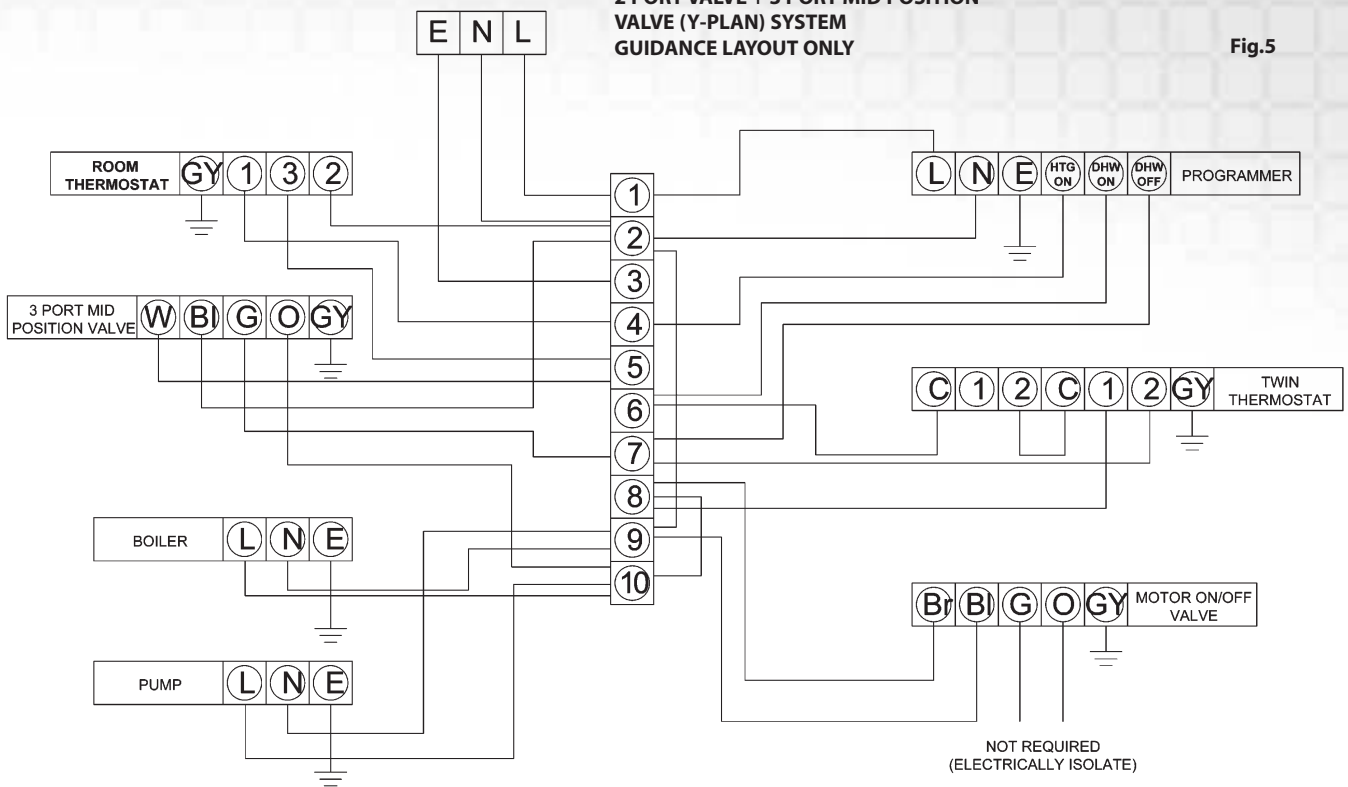 2 PORT VALVE + 3 PORT MID POSITION
VALVE (Y-PLAN) SYSTEM
GUIDANCE LAYOUT ONLY
Fig.5
E N L
ROOM
THERMOSTAT
GY 1 3 2
3 PORT MID
POSITION VALVE
W Bl G O GY
BOILER
L N E
PUMP
L N E
1
2
3
4
5
6
7
8
9
10
L N E HTG ON DHW ON DHW OFF
PROGRAMMER
C 1 2 C 1 2 GY
TWIN
THERMOSTAT
Br Bl G O GY
MOTOR ON/OFF
VALVE
NOT REQUIRED
(ELECTRICALLY ISOLATE)